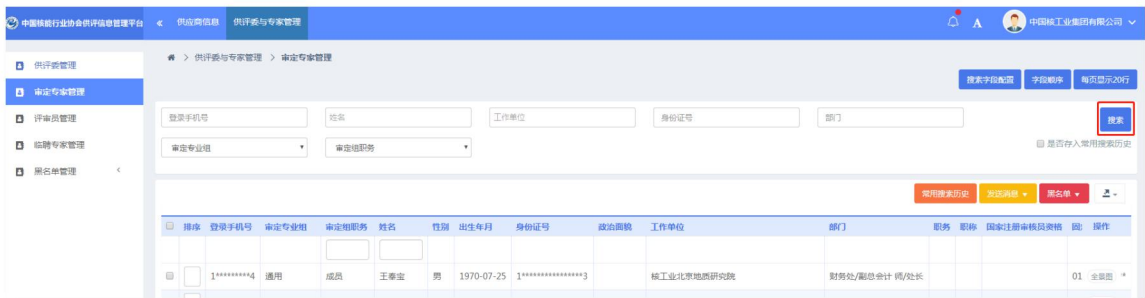 中国核能行业协会供评信息管理平台 « 供应商信息 供评委与专家管理 A 中国核工业集团有限公司
供评委管理
审定专家管理
评审员管理
临聘专家管理
黑名单管理
> 供评委与专家管理 > 审定专家管理
搜索字段配置 字段顺序 每页显示20行
登录手机号 姓名 工作单位 身份证号 部门 搜索
审定专业组 审定组职务 是否存入常用搜索历史
常用搜索历史 发送消息 黑名单
排序 登录手机号 审定专业组 审定组职务 姓名 性别 出生年月 身份证号 政治面貌 工作单位 部门 职务 职称 国家注册审核员资格 操作
1*********4 通用 成员 王春宝 男 1970-07-25 1****************3 核工业北京地质研究院 财务处/副总会计 师/处长 01 全景图